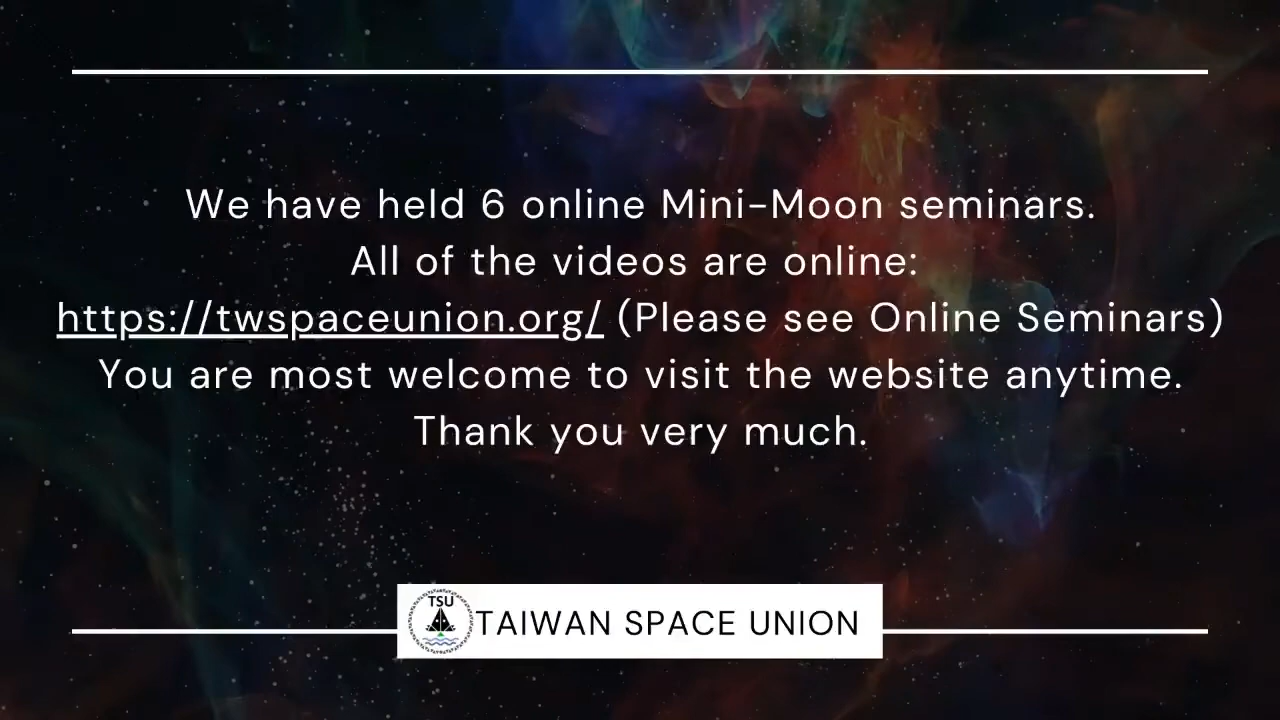 We have held 6 online Mini-Moon seminars.
All of the videos are online:
https://twspaceunion.org/ (Please see Online Seminars)
You are most welcome to visit the website anytime.
Thank you very much.
TSU
TAIWAN SPACE UNION